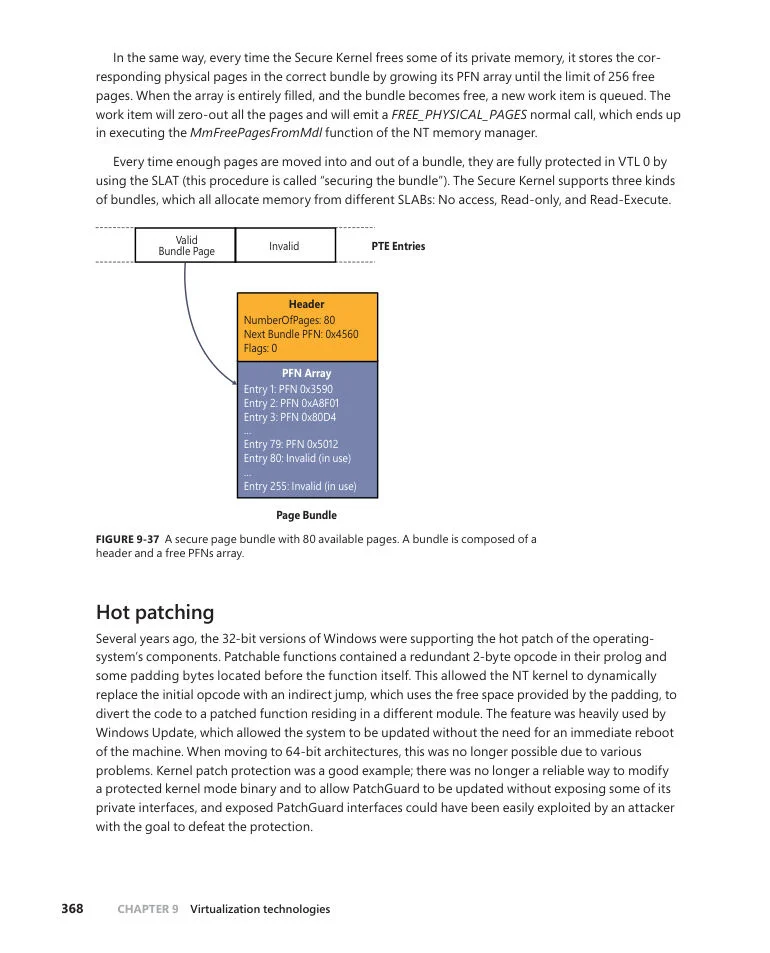 In the same way, every time the Secure Kernel frees some of its private memory, it stores the cor-
responding physical pages in the correct bundle by growing its PFN array until the limit of 256 free
pages. When the array is entirely filled, and the bundle becomes free, a new work item is queued. The
work item will zero-out all the pages and will emit a FREE_PHYSICAL_PAGES normal call, which ends up
in executing the MmFreePagesFromMdl function of the NT memory manager.
Every time enough pages are moved into and out of a bundle, they are fully protected in VTL 0 by
using the SLAT (this procedure is called “securing the bundle”). The Secure Kernel supports three kinds
of bundles, which all allocate memory from different SLABs: No access, Read-only, and Read-Execute.
Valid
Bundle Page
Invalid
PTE Entries
Header
NumberOfPages: 80
Next Bundle PFN: 0x4560
Flags: 0
PFN Array
Entry 1: PFN 0x3590
Entry 2: PFN 0xA8F01
Entry 3: PFN 0x80D4
...
Entry 79: PFN 0x5012
Entry 80: Invalid (in use)
...
Entry 255: Invalid (in use)
Page Bundle
FIGURE 9-37 A secure page bundle with 80 available pages. A bundle is composed of a
header and a free PFNs array.
Hot patching
Several years ago, the 32-bit versions of Windows were supporting the hot patch of the operating-
system’s components. Patchable functions contained a redundant 2-byte opcode in their prolog and
some padding bytes located before the function itself. This allowed the NT kernel to dynamically
replace the initial opcode with an indirect jump, which uses the free space provided by the padding, to
divert the code to a patched function residing in a different module. The feature was heavily used by
Windows Update, which allowed the system to be updated without the need for an immediate reboot
of the machine. When moving to 64-bit architectures, this was no longer possible due to various
problems. Kernel patch protection was a good example; there was no longer a reliable way to modify
a protected kernel mode binary and to allow PatchGuard to be updated without exposing some of its
private interfaces, and exposed PatchGuard interfaces could have been easily exploited by an attacker
with the goal to defeat the protection.
368 CHAPTER 9 Virtualization technologies